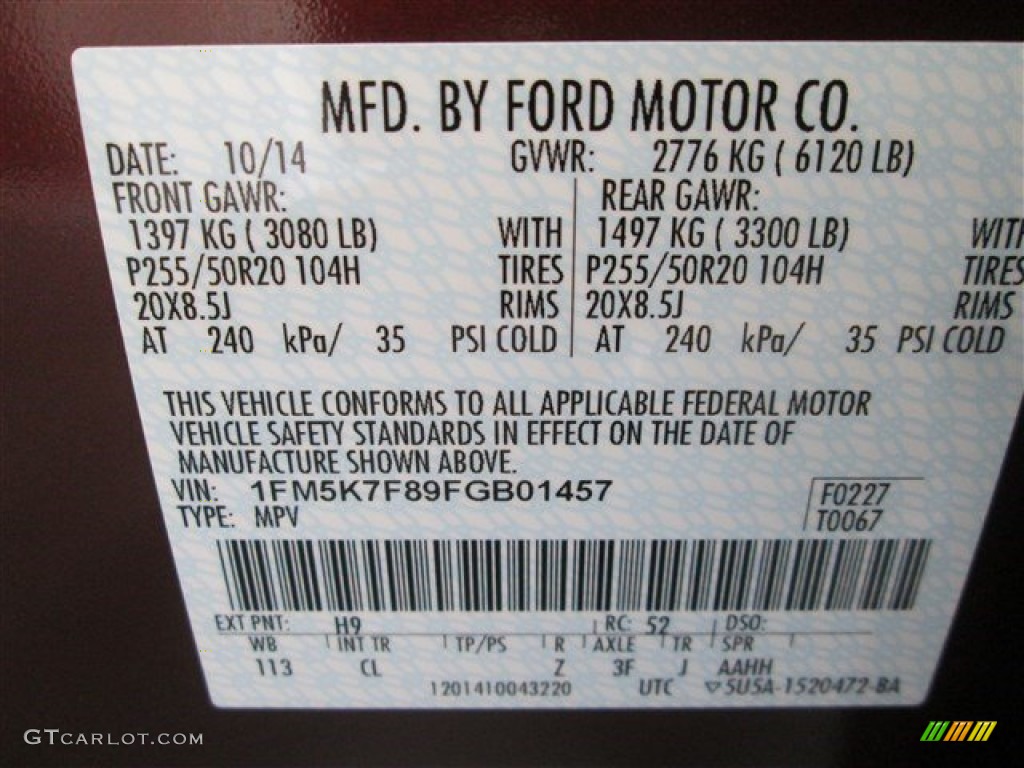 MFD. BY FORD MOTOR CO.
DATE: 10/14 GVWR: 2776 KG ( 6120 LB)
FRONT GAWR: REAR GAWR:
1397 KG ( 3080 LB) WITH 1497 KG ( 3300 LB) WITH
P255/50R20 104H TIRES P255/50R20 104H TIRES
20X8.5J RIMS 20X8.5J RIMS
AT 240 kPa/ 35 PSI COLD AT 240 kPa/ 35 PSI COLD
THIS VEHICLE CONFORMS TO ALL APPLICABLE FEDERAL MOTOR
VEHICLE SAFETY STANDARDS IN EFFECT ON THE DATE OF
MANUFACTURE SHOWN ABOVE.
VIN: 1FM5K7F89FGB01457 F0227
TYPE: MPV T0067
EXT PNT: H9 RC: 52 DSO:
WB INT TR TP/PS R AXLE TR SPR
113 CL Z 3F J AAHH
1201410043220 UTC ▽5U5A-1520472-BA
GTCARLOT.COM